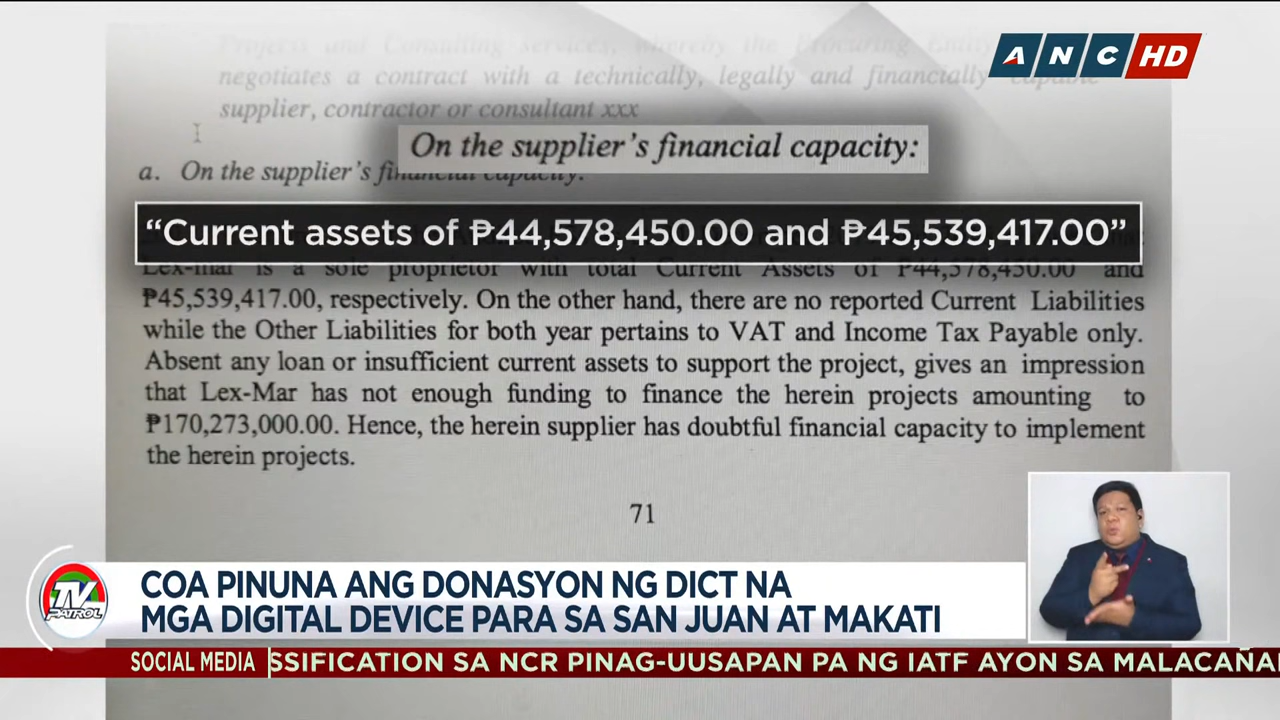 Projects and Consulting Services, whereby the Procuring
negotiates a contract with a technically, legally and financially capable
supplier, contractor or consultant xxx
ANC HD
On the supplier's financial capacity:
a. On the supplier's financial capacity:
“Current assets of ₱44,578,450.00 and ₱45,539,417.00”
Lex-mar is a sole proprietor with total Current Assets of ₱44,578,450.00 and
₱45,539,417.00, respectively. On the other hand, there are no reported Current Liabilities
while the Other Liabilities for both year pertains to VAT and Income Tax Payable only.
Absent any loan or insufficient current assets to support the project, gives an impression
that Lex-Mar has not enough funding to finance the herein projects amounting to
₱170,273,000.00. Hence, the herein supplier has doubtful financial capacity to implement
the herein projects.
71
TV PATROL
COA PINUNA ANG DONASYON NG DICT NA
MGA DIGITAL DEVICE PARA SA SAN JUAN AT MAKATI
SOCIAL MEDIA SSIFICATION SA NCR PINAG-UUSAPAN PA NG IATF AYON SA MALACAÑA